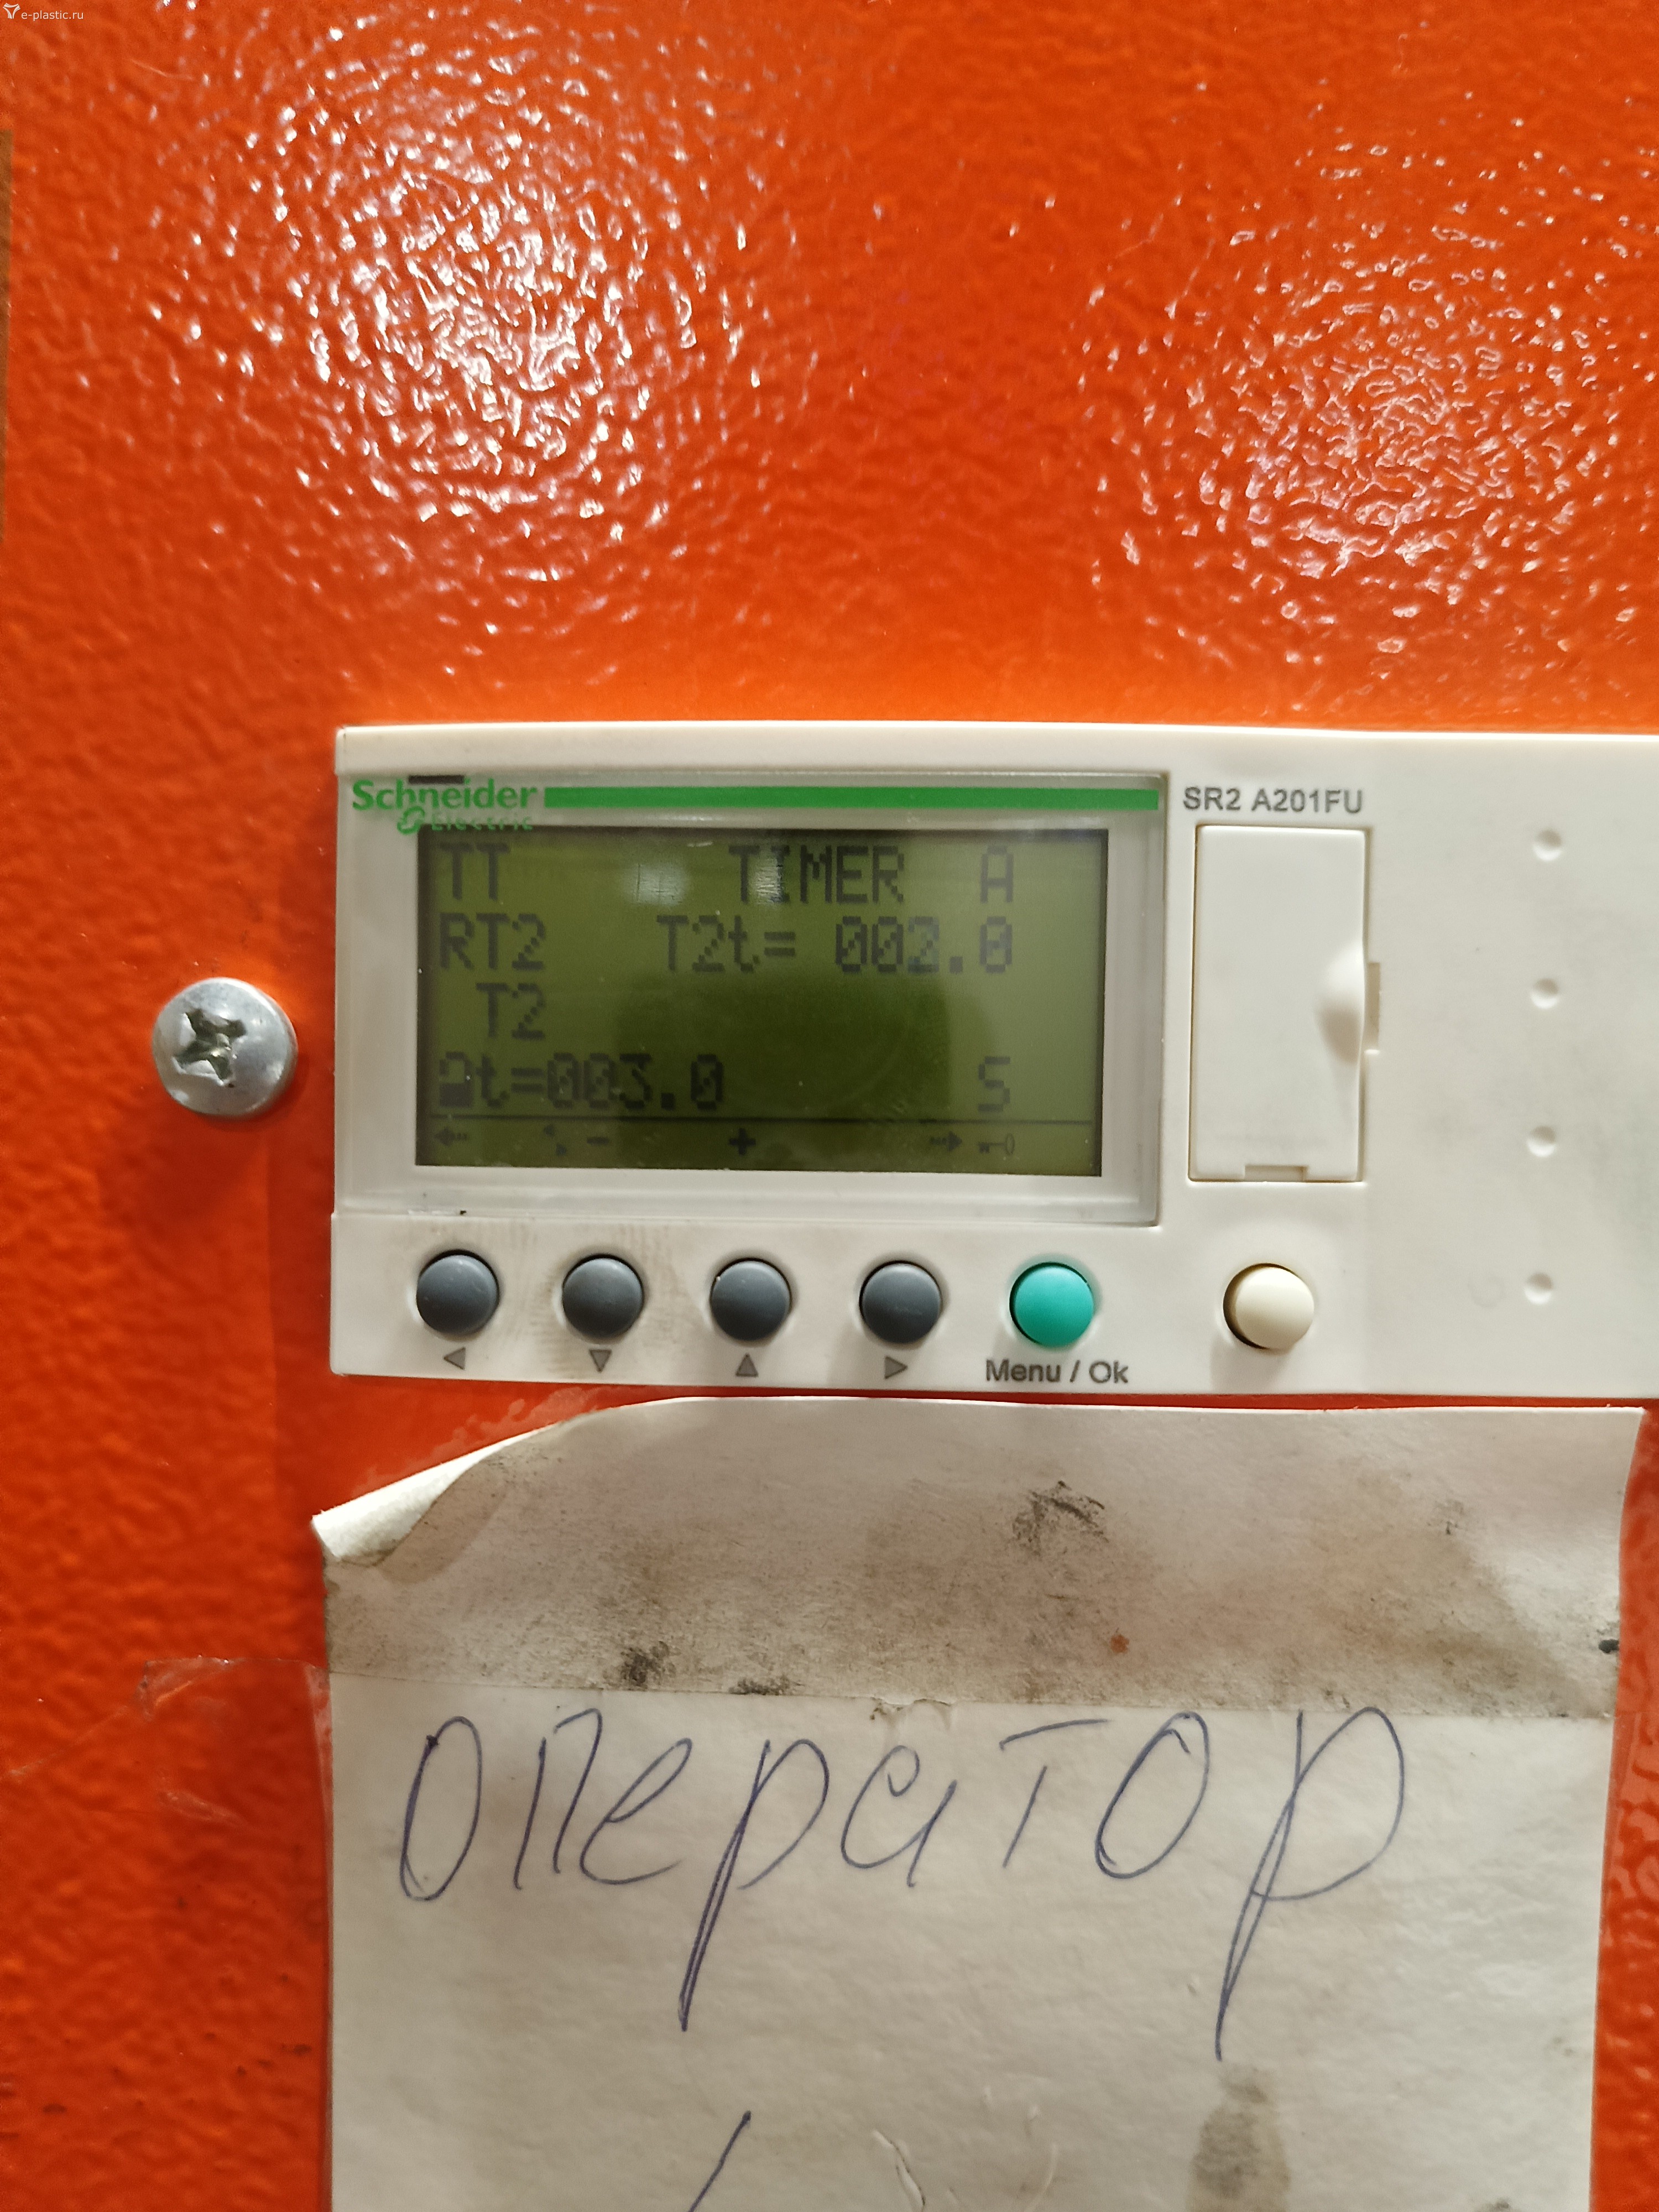 e-plastic.ru
Schneider
Electric
SR2 A201FU
TT TIMER A
RT2 T2t= 002.0
T2
t=003.0 S
- +
Menu / Ok
оператор